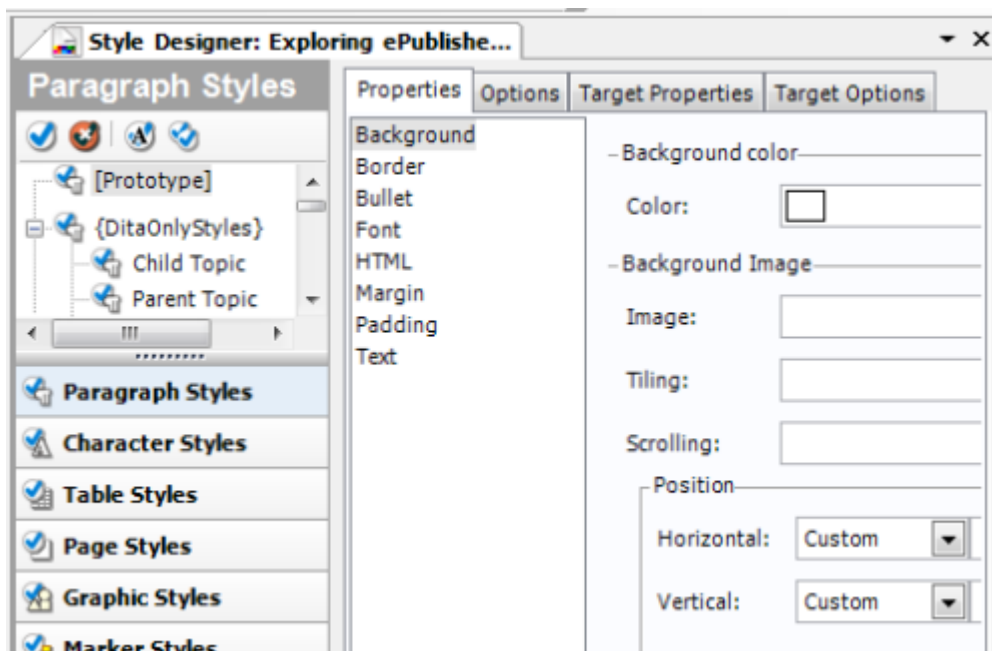 Style Designer: Exploring ePublishe...
Paragraph Styles
[Prototype]
{DitaOnlyStyles}
Child Topic
Parent Topic
Paragraph Styles
Character Styles
Table Styles
Page Styles
Graphic Styles
Marker Styles
Properties Options Target Properties Target Options
Background
Border
Bullet
Font
HTML
Margin
Padding
Text
Background color
Color:
Background Image
Image:
Tiling:
Scrolling:
Position
Horizontal: Custom
Vertical: Custom